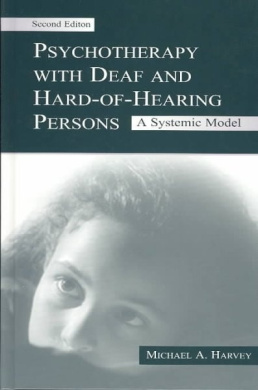 Second Editon
PSYCHOTHERAPY
WITH DEAF AND
HARD-OF-HEARING
PERSONS A Systemic Model
MICHAEL A. HARVEY